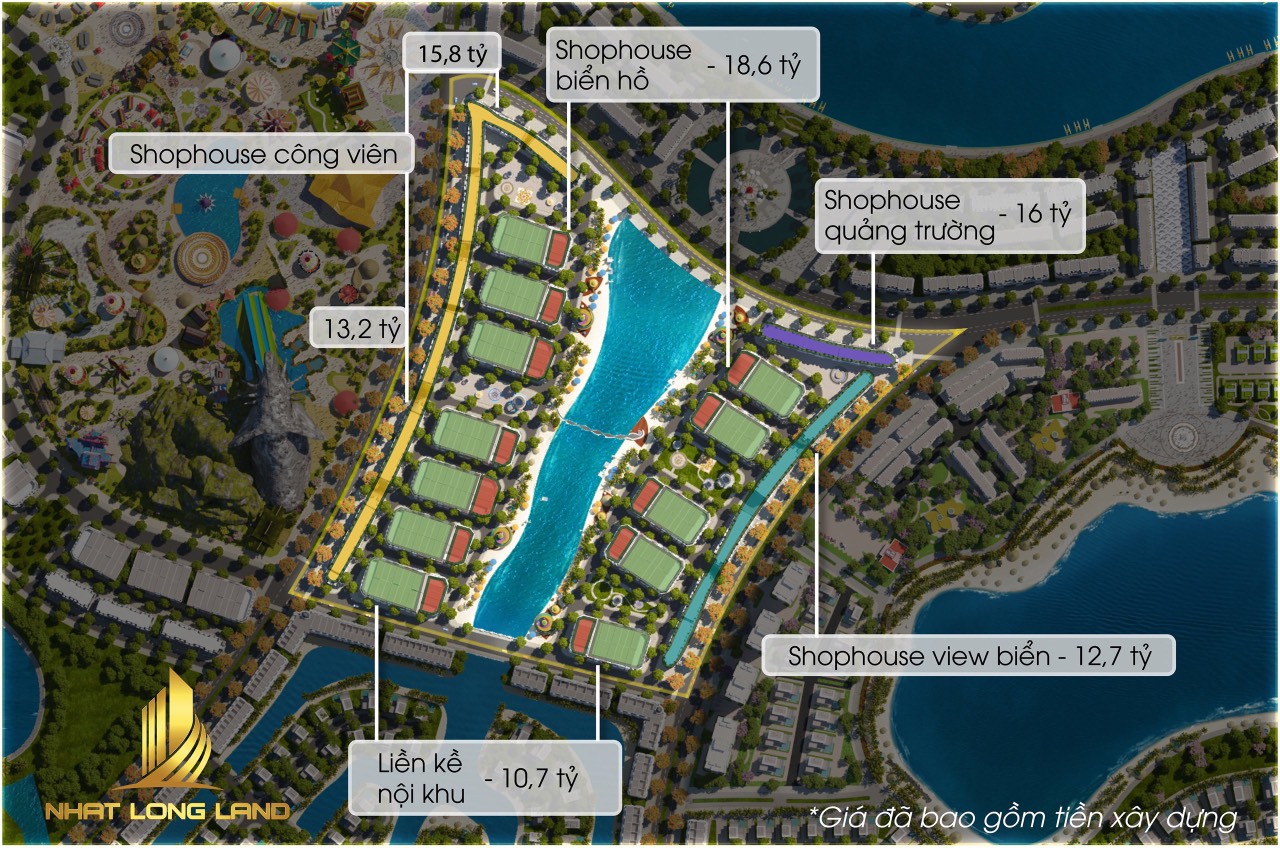 15,8 tỷ
Shophouse
biển hồ
- 18,6 tỷ
Shophouse công viên
Shophouse
quảng trường
- 16 tỷ
13,2 tỷ
Shophouse view biển - 12,7 tỷ
Liền kề
nội khu
- 10,7 tỷ
NHAT LONG LAND
*Giá đã bao gồm tiền xây dựng